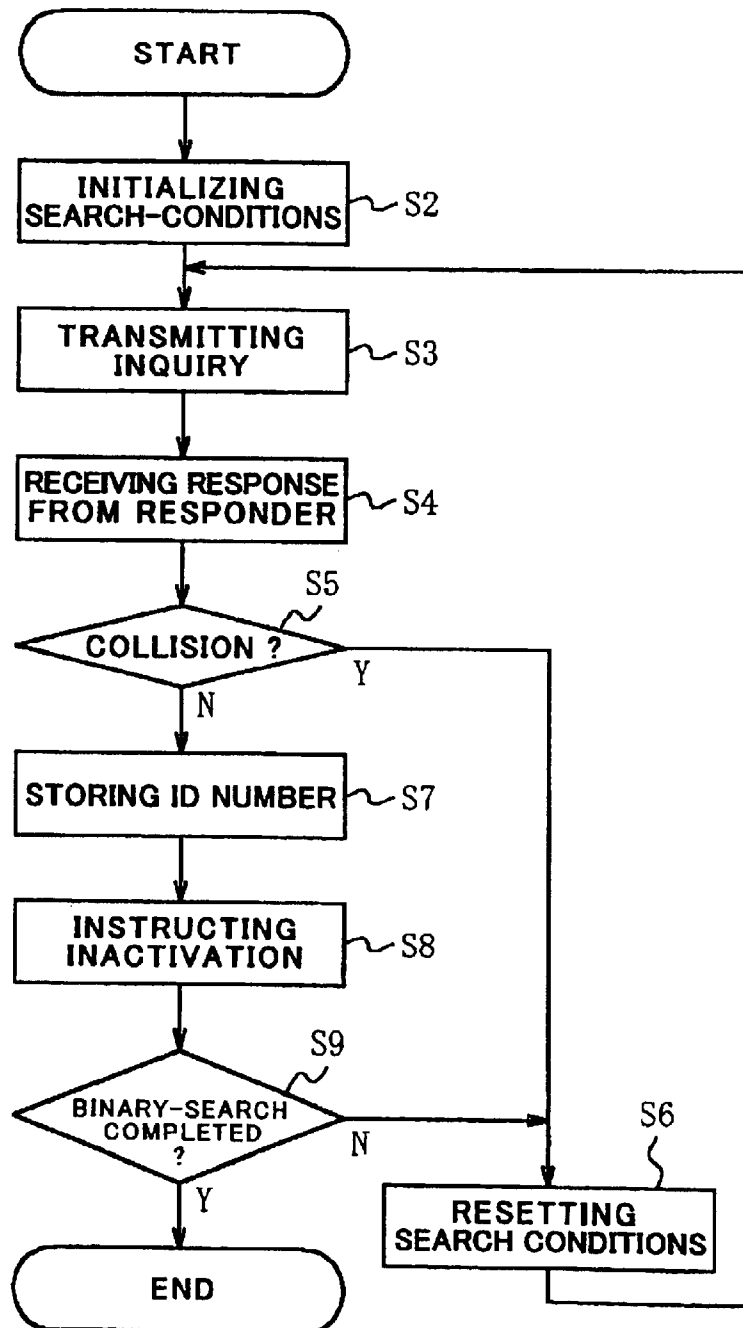 START
INITIALIZING
SEARCH-CONDITIONS
S2
TRANSMITTING
INQUIRY
S3
RECEIVING RESPONSE
FROM RESPONDER
S4
S5
COLLISION ?
Y
N
STORING ID NUMBER
S7
INSTRUCTING
INACTIVATION
S8
S9
BINARY-SEARCH
COMPLETED
?
N
Y
S6
RESETTING
SEARCH CONDITIONS
END